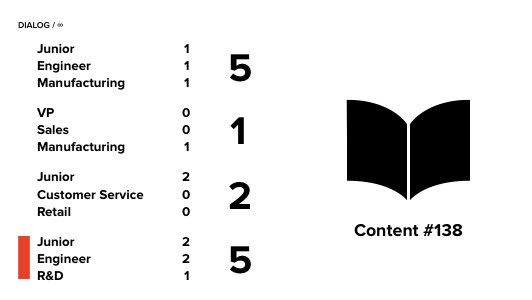 DIALOG / ∞
Junior 1
Engineer 1
Manufacturing 1
5
VP 0
Sales 0
Manufacturing 1
1
Junior 2
Customer Service 0
Retail 0
2
Junior 2
Engineer 2
R&D 1
5
Content #138